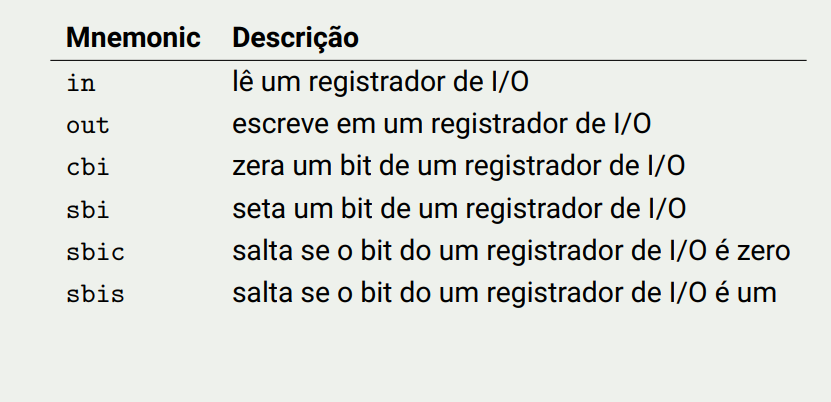 Mnemonic Descrição
in lê um registrador de I/O
out escreve em um registrador de I/O
cbi zera um bit de um registrador de I/O
sbi seta um bit de um registrador de I/O
sbic salta se o bit do um registrador de I/O é zero
sbis salta se o bit do um registrador de I/O é um